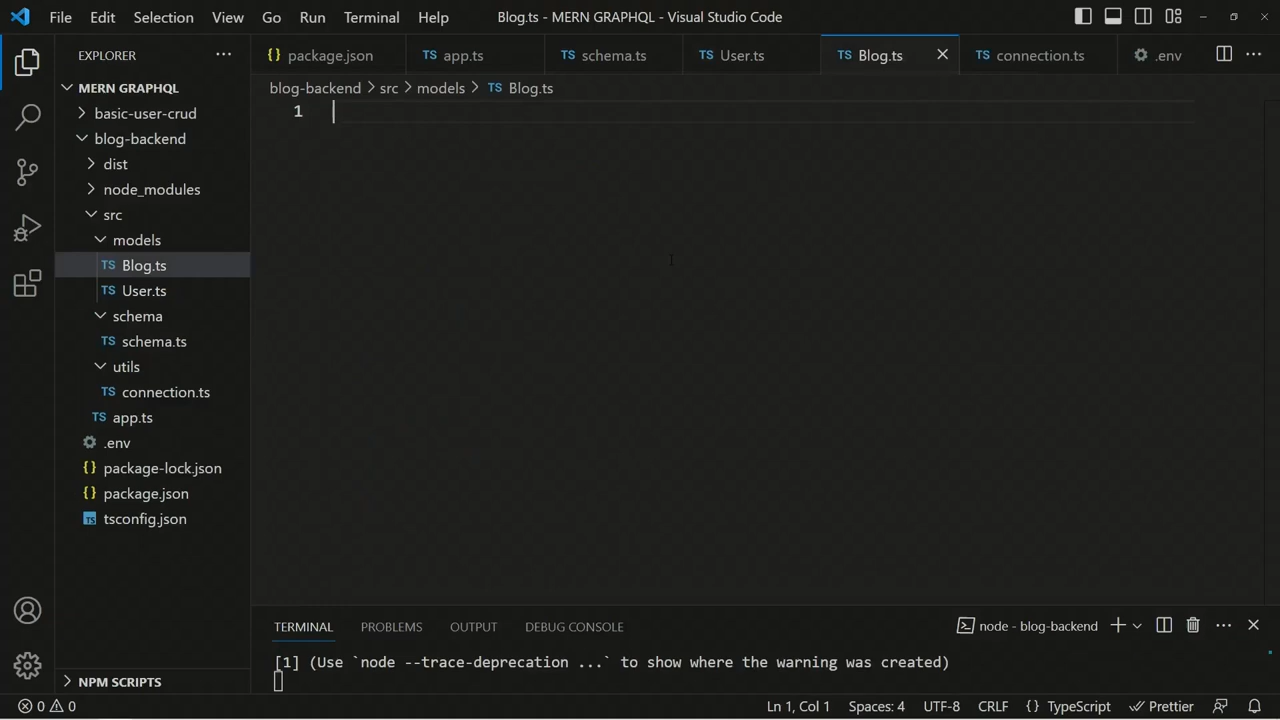 File Edit Selection View Go Run Terminal Help Blog.ts - MERN GRAPHQL - Visual Studio Code
EXPLORER
{} package.json TS app.ts TS schema.ts TS User.ts TS Blog.ts TS connection.ts .env
MERN GRAPHQL
blog-backend > src > models > TS Blog.ts
basic-user-crud
1
blog-backend
dist
node_modules
src
models
TS Blog.ts
TS User.ts
schema
TS schema.ts
utils
TS connection.ts
TS app.ts
.env
{} package-lock.json
{} package.json
TS tsconfig.json
NPM SCRIPTS
TERMINAL PROBLEMS OUTPUT DEBUG CONSOLE node - blog-backend
[1] (Use `node --trace-deprecation ...` to show where the warning was created)
0 0 Ln 1, Col 1 Spaces: 4 UTF-8 CRLF {} TypeScript Prettier